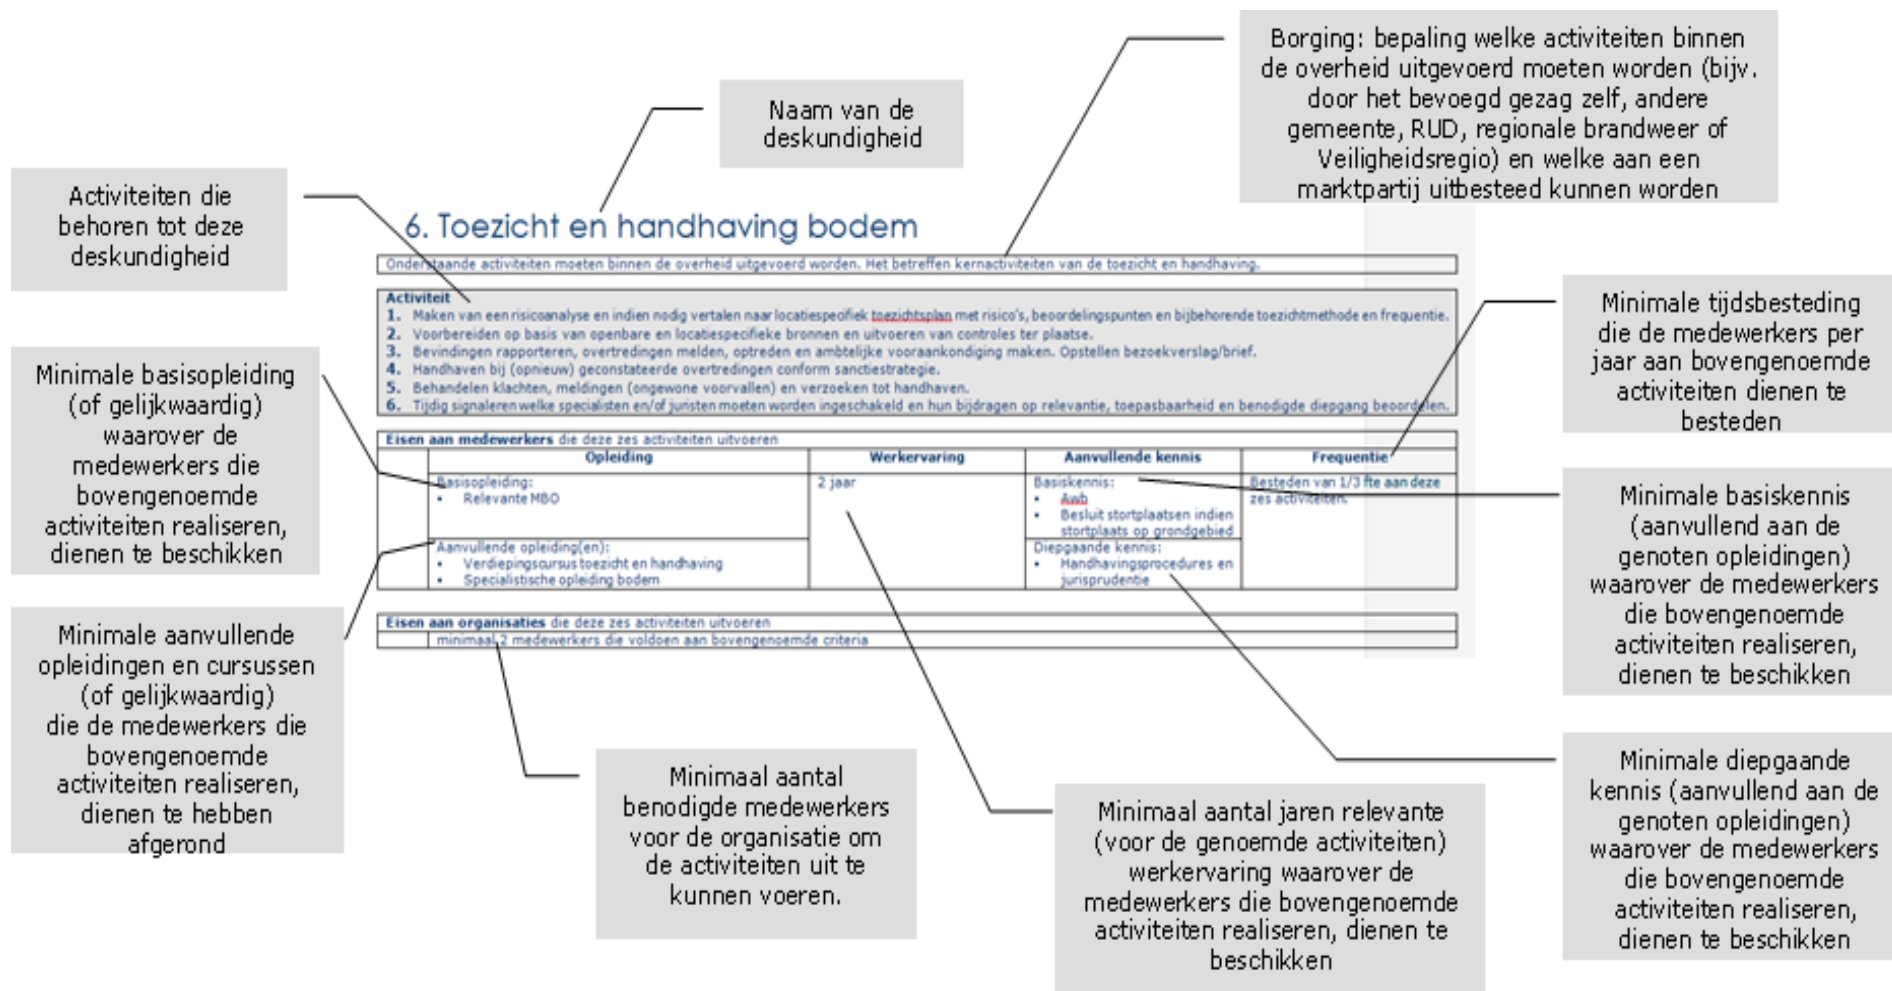 Borging: bepaling welke activiteiten binnen
de overheid uitgevoerd moeten worden (bijv.
door het bevoegd gezag zelf, andere
gemeente, RUD, regionale brandweer of
Veiligheidsregio) en welke aan een
marktpartij uitbesteed kunnen worden
Naam van de
deskundigheid
Activiteiten die
behoren tot deze
deskundigheid
6. Toezicht en handhaving bodem
Onderstaande activiteiten moeten binnen de overheid uitgevoerd worden. Het betreffen kernactiviteiten van de toezicht en handhaving.
Activiteit
1. Maken van een risicoanalyse en indien nodig vertalen naar locatiespecifiek toezichtsplan met risico's, beoordelingspunten en bijbehorende toezichtmethode en frequentie.
2. Voorbereiden op basis van openbare en locatiespecifieke bronnen en uitvoeren van controles ter plaatse.
3. Bevindingen rapporteren, overtredingen melden, optreden en ambtelijke vooraankondiging maken. Opstellen bezoekverslag/brief.
4. Handhaven bij (opnieuw) geconstateerde overtredingen conform sanctiestrategie.
5. Behandelen klachten, meldingen (ongewone voorvallen) en verzoeken tot handhaven.
6. Tijdig signaleren welke specialisten en/of juristen moeten worden ingeschakeld en hun bijdragen op relevantie, toepasbaarheid en benodigde diepgang beoordelen.
Eisen aan medewerkers die deze zes activiteiten uitvoeren
Opleiding Werkervaring Aanvullende kennis Frequentie
Basisopleiding:
• Relevante MBO
2 jaar
Basiskennis:
• Awb
• Besluit stortplaatsen indien
stortplaats op grondgebied
Besteden van 1/3 fte aan deze
zes activiteiten.
Aanvullende opleiding(en):
• Verdiepingscursus toezicht en handhaving
• Specialistische opleiding bodem
Diepgaande kennis:
• Handhavingsprocedures en
jurisprudentie
Eisen aan organisaties die deze zes activiteiten uitvoeren
minimaal 2 medewerkers die voldoen aan bovengenoemde criteria
Minimale basisopleiding
(of gelijkwaardig)
waarover de
medewerkers die
bovengenoemde
activiteiten realiseren,
dienen te beschikken
Minimale aanvullende
opleidingen en cursussen
(of gelijkwaardig)
die de medewerkers die
bovengenoemde
activiteiten realiseren,
dienen te hebben
afgerond
Minimaal aantal
benodigde medewerkers
voor de organisatie om
de activiteiten uit te
kunnen voeren.
Minimaal aantal jaren relevante
(voor de genoemde activiteiten)
werkervaring waarover de
medewerkers die bovengenoemde
activiteiten realiseren, dienen te
beschikken
Minimale tijdsbesteding
die de medewerkers per
jaar aan bovengenoemde
activiteiten dienen te
besteden
Minimale basiskennis
(aanvullend aan de
genoten opleidingen)
waarover de medewerkers
die bovengenoemde
activiteiten realiseren,
dienen te beschikken
Minimale diepgaande
kennis (aanvullend aan de
genoten opleidingen)
waarover de medewerkers
die bovengenoemde
activiteiten realiseren,
dienen te beschikken